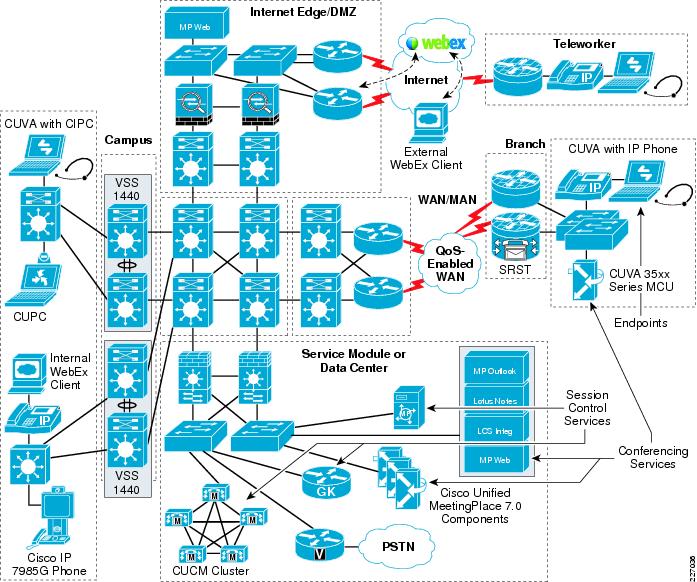 Internet Edge/DMZ
MP Web
webex
Internet
External
WebEx Client
Teleworker
IP
CUVA with CIPC
Campus
VSS
1440
CUPC
WAN/MAN
QoS-
Enabled
WAN
Branch
SRST
CUVA with IP Phone
IP
CUVA 35xx
Series MCU
Endpoints
Internal
WebEx
Client
IP
VSS
1440
Cisco IP
7985G Phone
Service Module or
Data Center
MP Outlook
Lotus Notes
LCS Integ
MP Web
MP
Session
Control
Services
Conferencing
Services
GK
Cisco Unified
MeetingPlace 7.0
Components
M
M
M
M
M
CUCM Cluster
V
PSTN